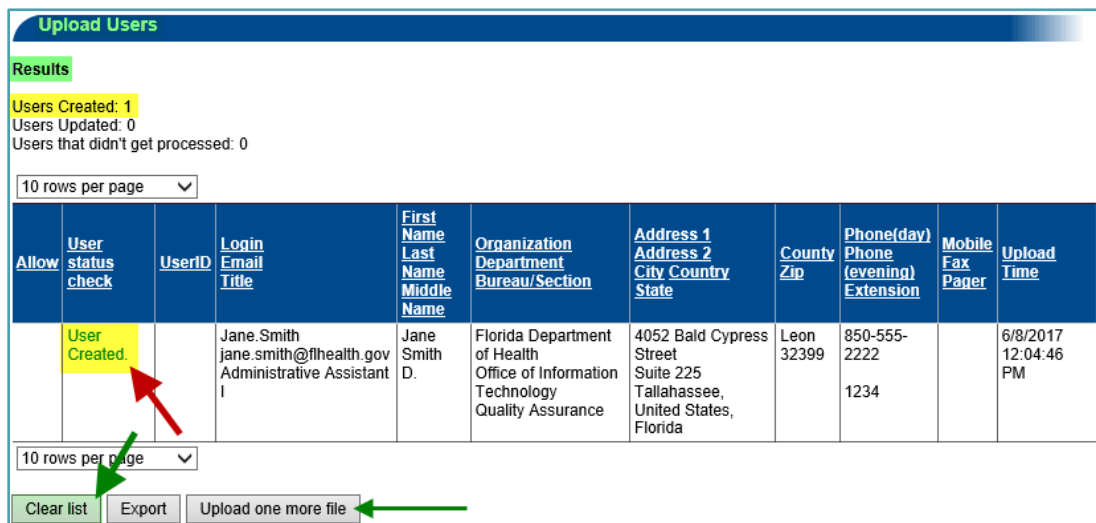 Upload Users
Results
Users Created: 1
Users Updated: 0
Users that didn't get processed: 0
10 rows per page
Allow
User
status
check
UserID
Login
Email
Title
First
Name
Last
Name
Middle
Name
Organization
Department
Bureau/Section
Address 1
Address 2
City Country
State
County
Zip
Phone(day)
Phone
(evening)
Extension
Mobile
Fax
Pager
Upload
Time
User
Created.
Jane.Smith
jane.smith@flhealth.gov
Administrative Assistant
I
Jane
Smith
D.
Florida Department
of Health
Office of Information
Technology
Quality Assurance
4052 Bald Cypress
Street
Suite 225
Tallahassee,
United States,
Florida
Leon
32399
850-555-
2222
1234
6/8/2017
12:04:46
PM
10 rows per page
Clear list
Export
Upload one more file